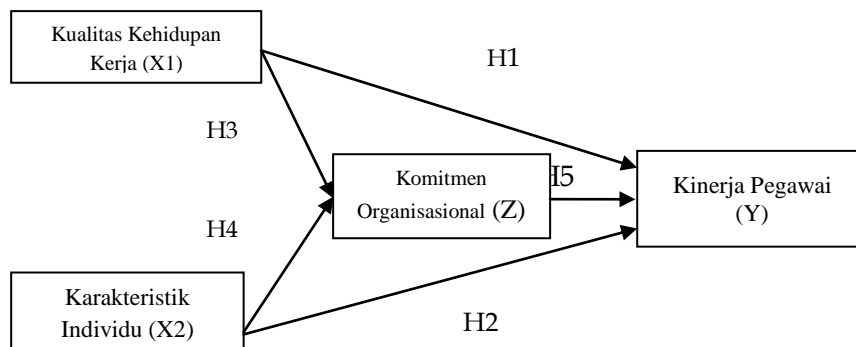 Kualitas Kehidupan
Kerja (X1)
H1
H3
Komitmen
Organisasional (Z)
H5
Kinerja Pegawai
(Y)
H4
Karakteristik
Individu (X2)
H2